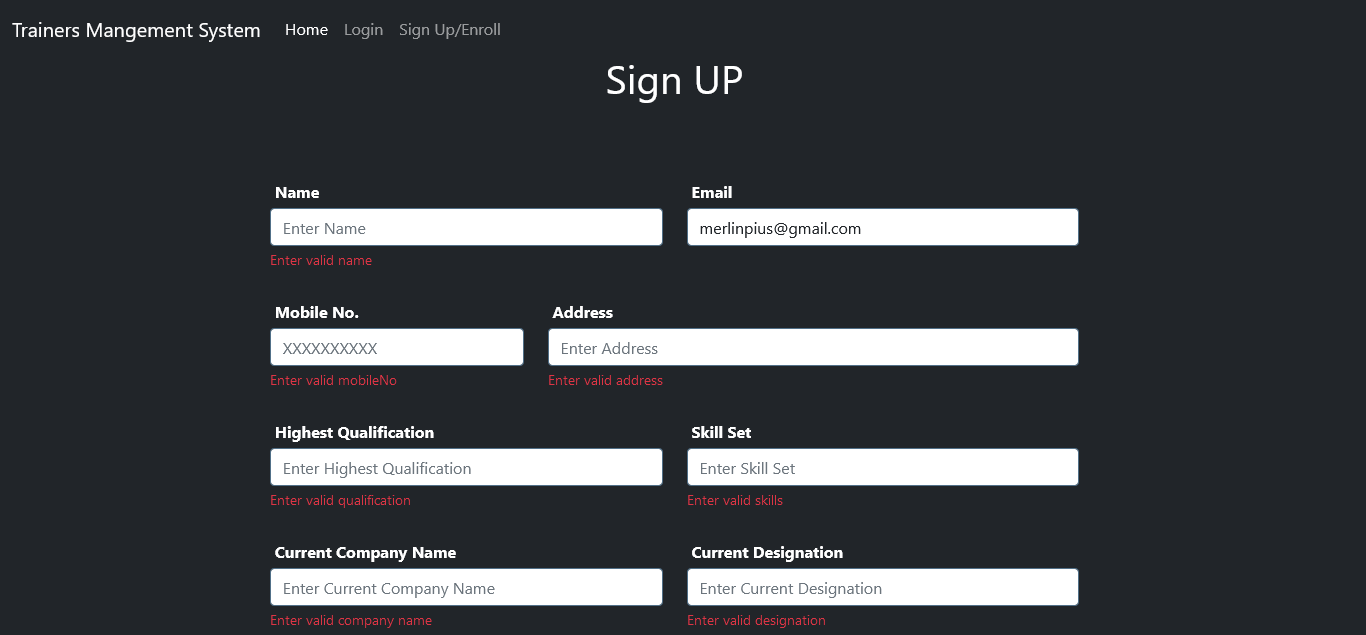 Trainers Mangement System Home Login Sign Up/Enroll
Sign UP
Name Email
Enter Name merlinpius@gmail.com
Enter valid name
Mobile No. Address
XXXXXXXXXX Enter Address
Enter valid mobileNo Enter valid address
Highest Qualification Skill Set
Enter Highest Qualification Enter Skill Set
Enter valid qualification Enter valid skills
Current Company Name Current Designation
Enter Current Company Name Enter Current Designation
Enter valid company name Enter valid designation